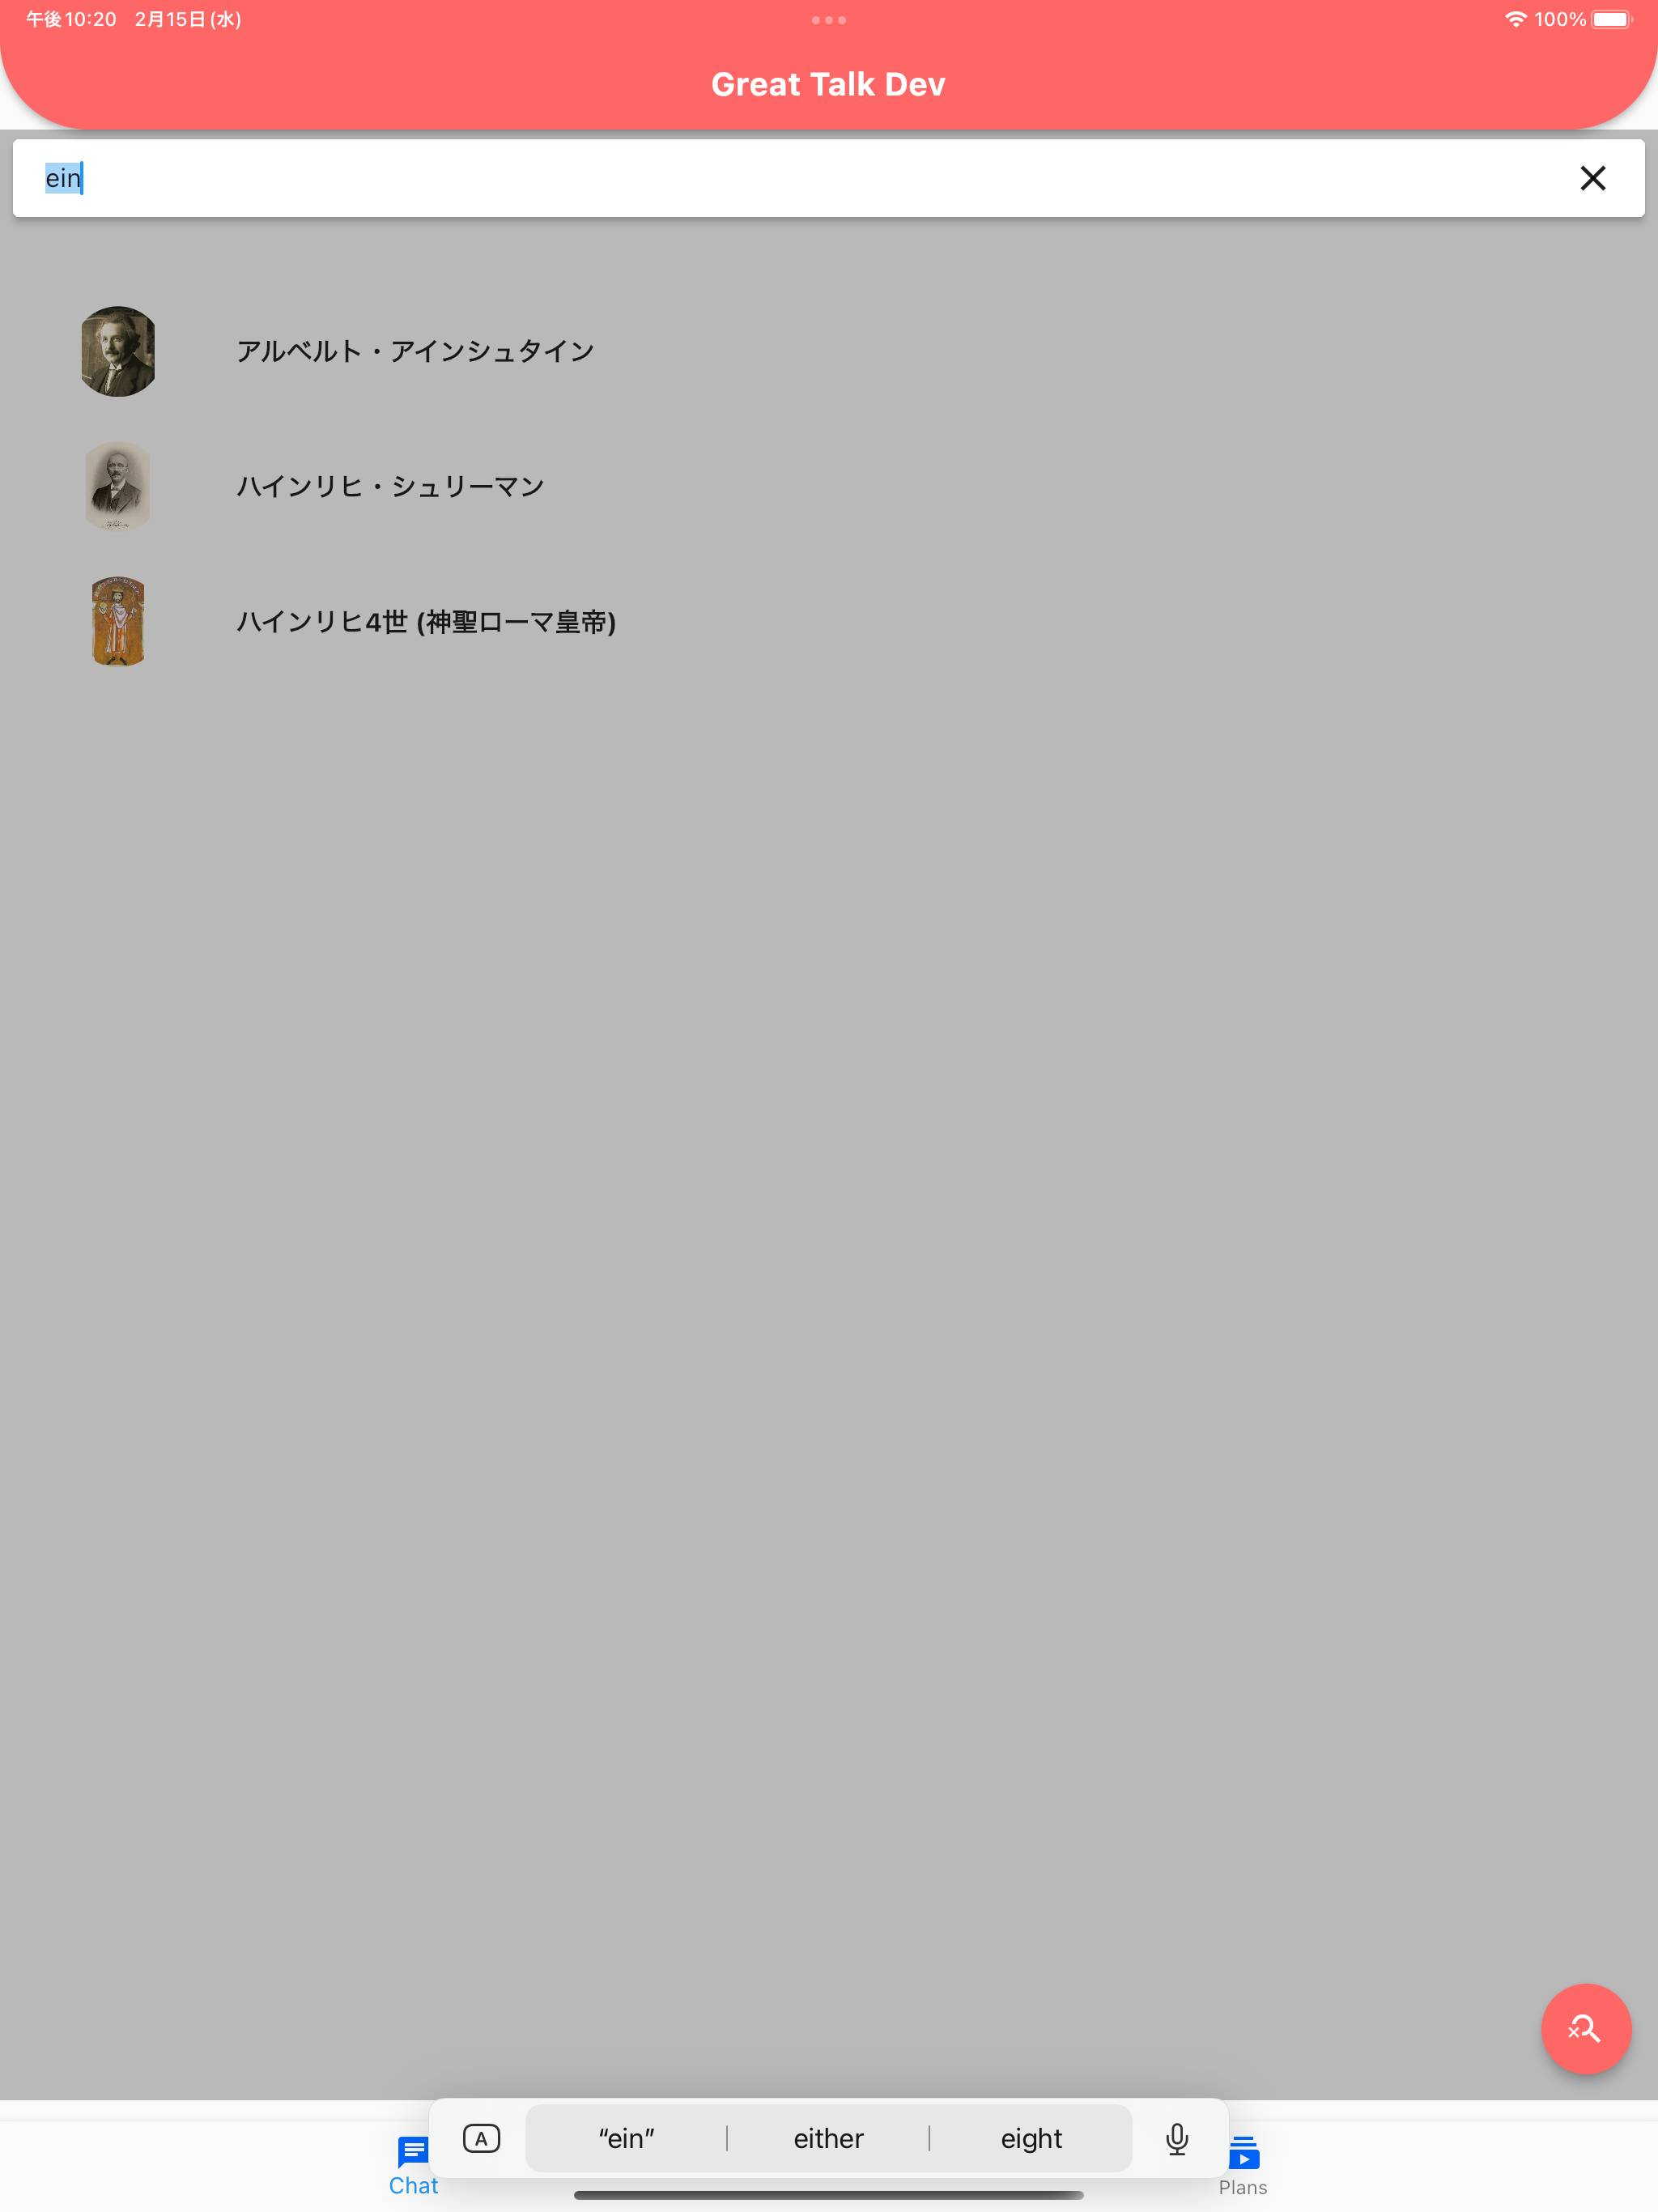 午後10:20 2月15日(水)
100%
Great Talk Dev
ein
アルベルト・アインシュタイン
ハインリヒ・シュリーマン
ハインリヒ4世 (神聖ローマ皇帝)
A
“ein” either eight
Chat
Plans